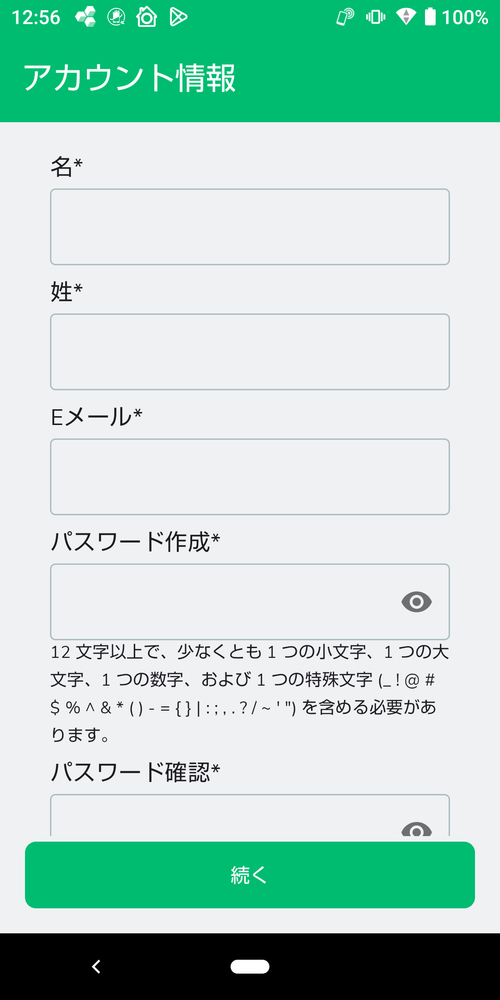 12:56
100%
アカウント情報
名*
姓*
Eメール*
パスワード作成*
12 文字以上で、少なくとも 1 つの小文字、1 つの大
文字、1 つの数字、および 1 つの特殊文字 (_ ! @ #
$ % ^ & * ( ) - = { } | : ; , . ? / ~ ' ") を含める必要があ
ります。
パスワード確認*
続く